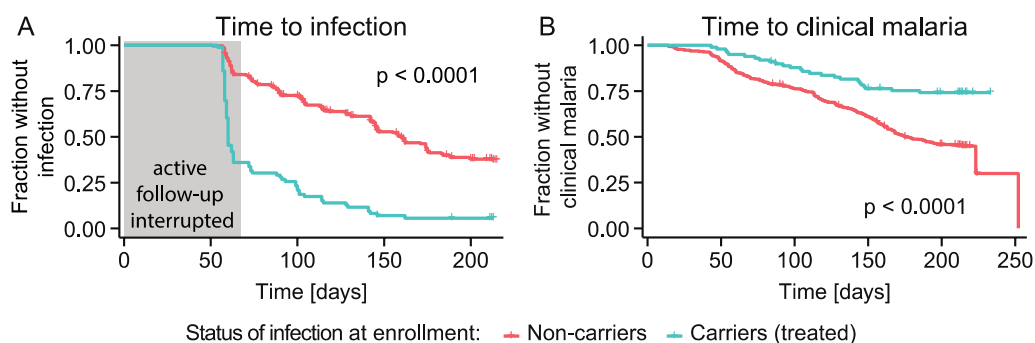 A
Time to infection
Fraction without
infection
1.00
0.75
0.50
0.25
0.00
p < 0.0001
active
follow-up
interrupted
0 50 100 150 200
Time [days]
B
Time to clinical malaria
Fraction without
clinical malaria
1.00
0.75
0.50
0.25
0.00
p < 0.0001
0 50 100 150 200 250
Time [days]
Status of infection at enrollment: Non-carriers Carriers (treated)